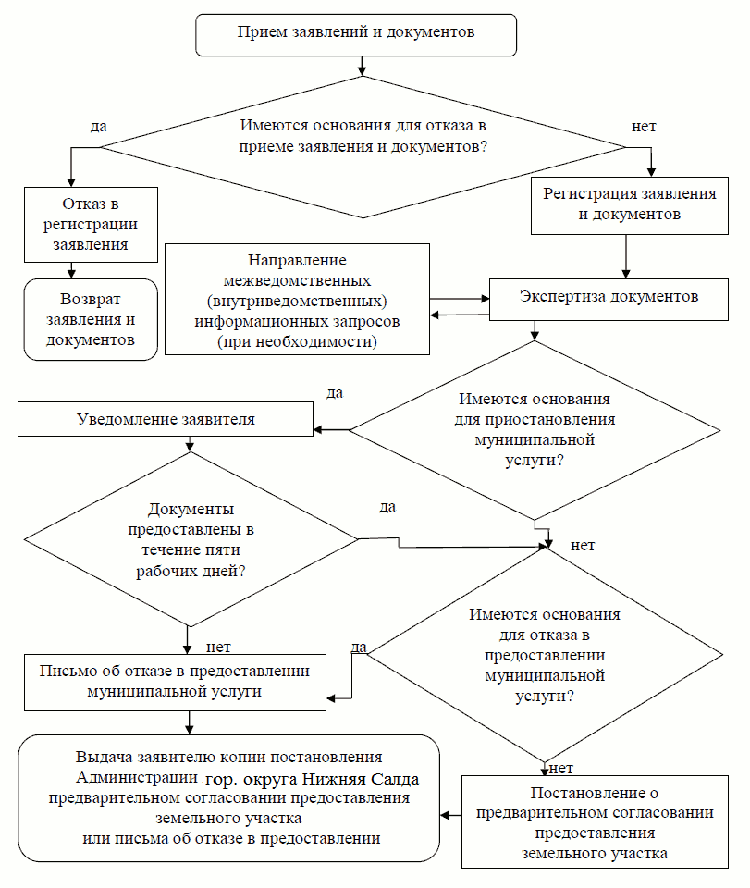 Прием заявлений и документов
да
Имеются основания для отказа в
приеме заявления и документов?
нет
Отказ в
регистрации
заявления
Регистрация заявления
и документов
Возврат
заявления и
документов
Направление
межведомственных
(внутриведомственных)
информационных запросов
(при необходимости)
Экспертиза документов
да
Имеются основания
для приостановления
муниципальной
услуги?
Уведомление заявителя
Документы
предоставлены в
течение пяти
рабочих дней?
да
нет
Имеются основания
для отказа в
предоставлении
муниципальной
услуги?
нет
да
Письмо об отказе в предоставлении
муниципальной услуги
Выдача заявителю копии постановления
Администрации гор. округа Нижняя Салда
предварительном согласовании предоставления
земельного участка
или письма об отказе в предоставлении
нет
Постановление о
предварительном согласовании
предоставления
земельного участка